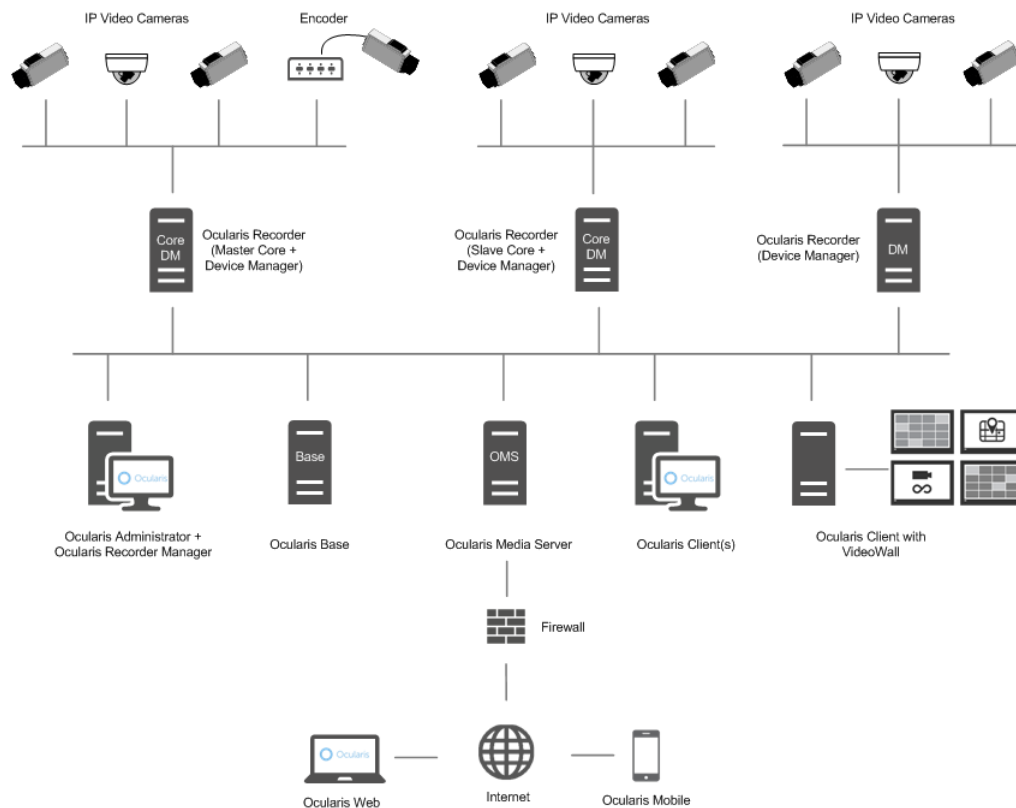 IP Video Cameras
Encoder
IP Video Cameras
IP Video Cameras
Core
DM
Ocularis Recorder
(Master Core +
Device Manager)
Ocularis Recorder
(Slave Core +
Device Manager)
Core
DM
Ocularis Recorder
(Device Manager)
DM
Ocularis
Base
OMS
Ocularis
Ocularis Administrator +
Ocularis Recorder Manager
Ocularis Base
Ocularis Media Server
Ocularis Client(s)
Ocularis Client with
VideoWall
Firewall
Ocularis
Ocularis Web
Internet
Ocularis Mobile